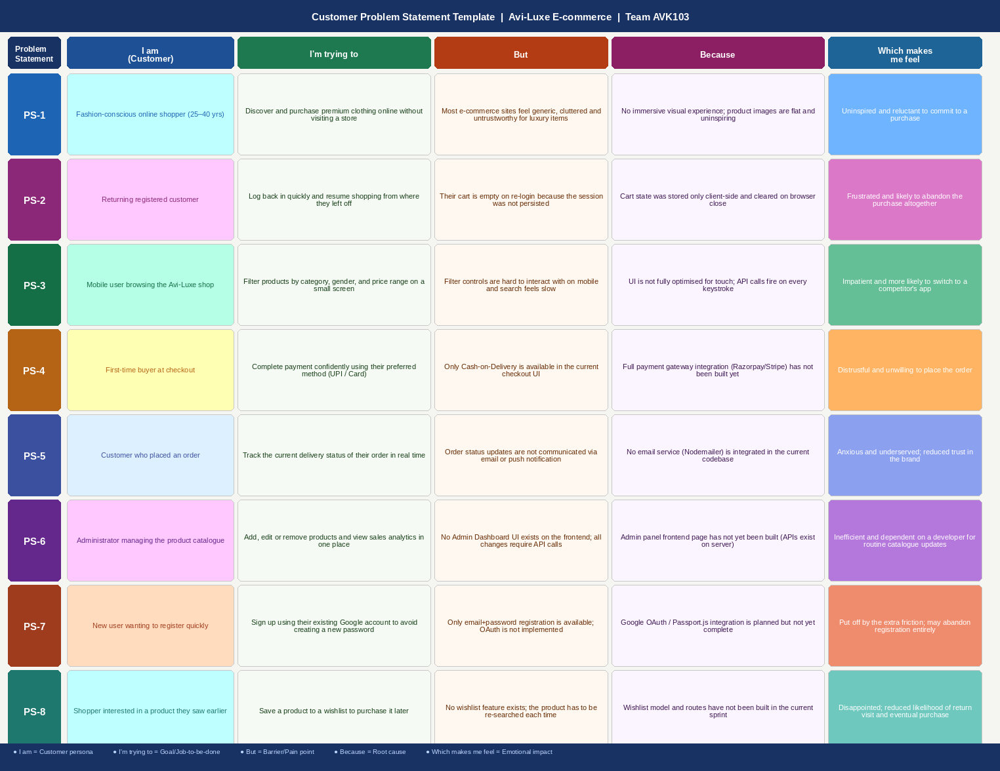 Customer Problem Statement Template | Avi-Luxe E-commerce | Team AVK103
Problem
Statement
I am
(Customer)
I'm trying to
But
Because
Which makes
me feel
PS-1
Fashion-conscious online shopper (25–40 yrs)
Discover and purchase premium clothing online without
visiting a store
Most e-commerce sites feel generic, cluttered and
untrustworthy for luxury items
No immersive visual experience; product images are flat and
uninspiring
Uninspired and reluctant to commit to a
purchase
PS-2
Returning registered customer
Log back in quickly and resume shopping from where
they left off
Their cart is empty on re-login because the session
was not persisted
Cart state was stored only client-side and cleared on browser
close
Frustrated and likely to abandon the
purchase altogether
PS-3
Mobile user browsing the Avi-Luxe shop
Filter products by category, gender, and price range on a
small screen
Filter controls are hard to interact with on mobile
and search feels slow
UI is not fully optimised for touch; API calls fire on every
keystroke
Impatient and more likely to switch to a
competitor's app
PS-4
First-time buyer at checkout
Complete payment confidently using their preferred
method (UPI / Card)
Only Cash-on-Delivery is available in the current
checkout UI
Full payment gateway integration (Razorpay/Stripe) has not
been built yet
Distrustful and unwilling to place the order
PS-5
Customer who placed an order
Track the current delivery status of their order in real time
Order status updates are not communicated via
email or push notification
No email service (Nodemailer) is integrated in the current
codebase
Anxious and underserved; reduced trust in
the brand
PS-6
Administrator managing the product catalogue
Add, edit or remove products and view sales analytics in
one place
No Admin Dashboard UI exists on the frontend; all
changes require API calls
Admin panel frontend page has not yet been built (APIs exist
on server)
Inefficient and dependent on a developer for
routine catalogue updates
PS-7
New user wanting to register quickly
Sign up using their existing Google account to avoid
creating a new password
Only email+password registration is available;
OAuth is not implemented
Google OAuth / Passport.js integration is planned but not yet
complete
Put off by the extra friction; may abandon
registration entirely
PS-8
Shopper interested in a product they saw earlier
Save a product to a wishlist to purchase it later
No wishlist feature exists; the product has to be
re-searched each time
Wishlist model and routes have not been built in the current
sprint
Disappointed; reduced likelihood of return
visit and eventual purchase
● I am = Customer persona ● I'm trying to = Goal/Job-to-be-done ● But = Barrier/Pain point ● Because = Root cause ● Which makes me feel = Emotional impact